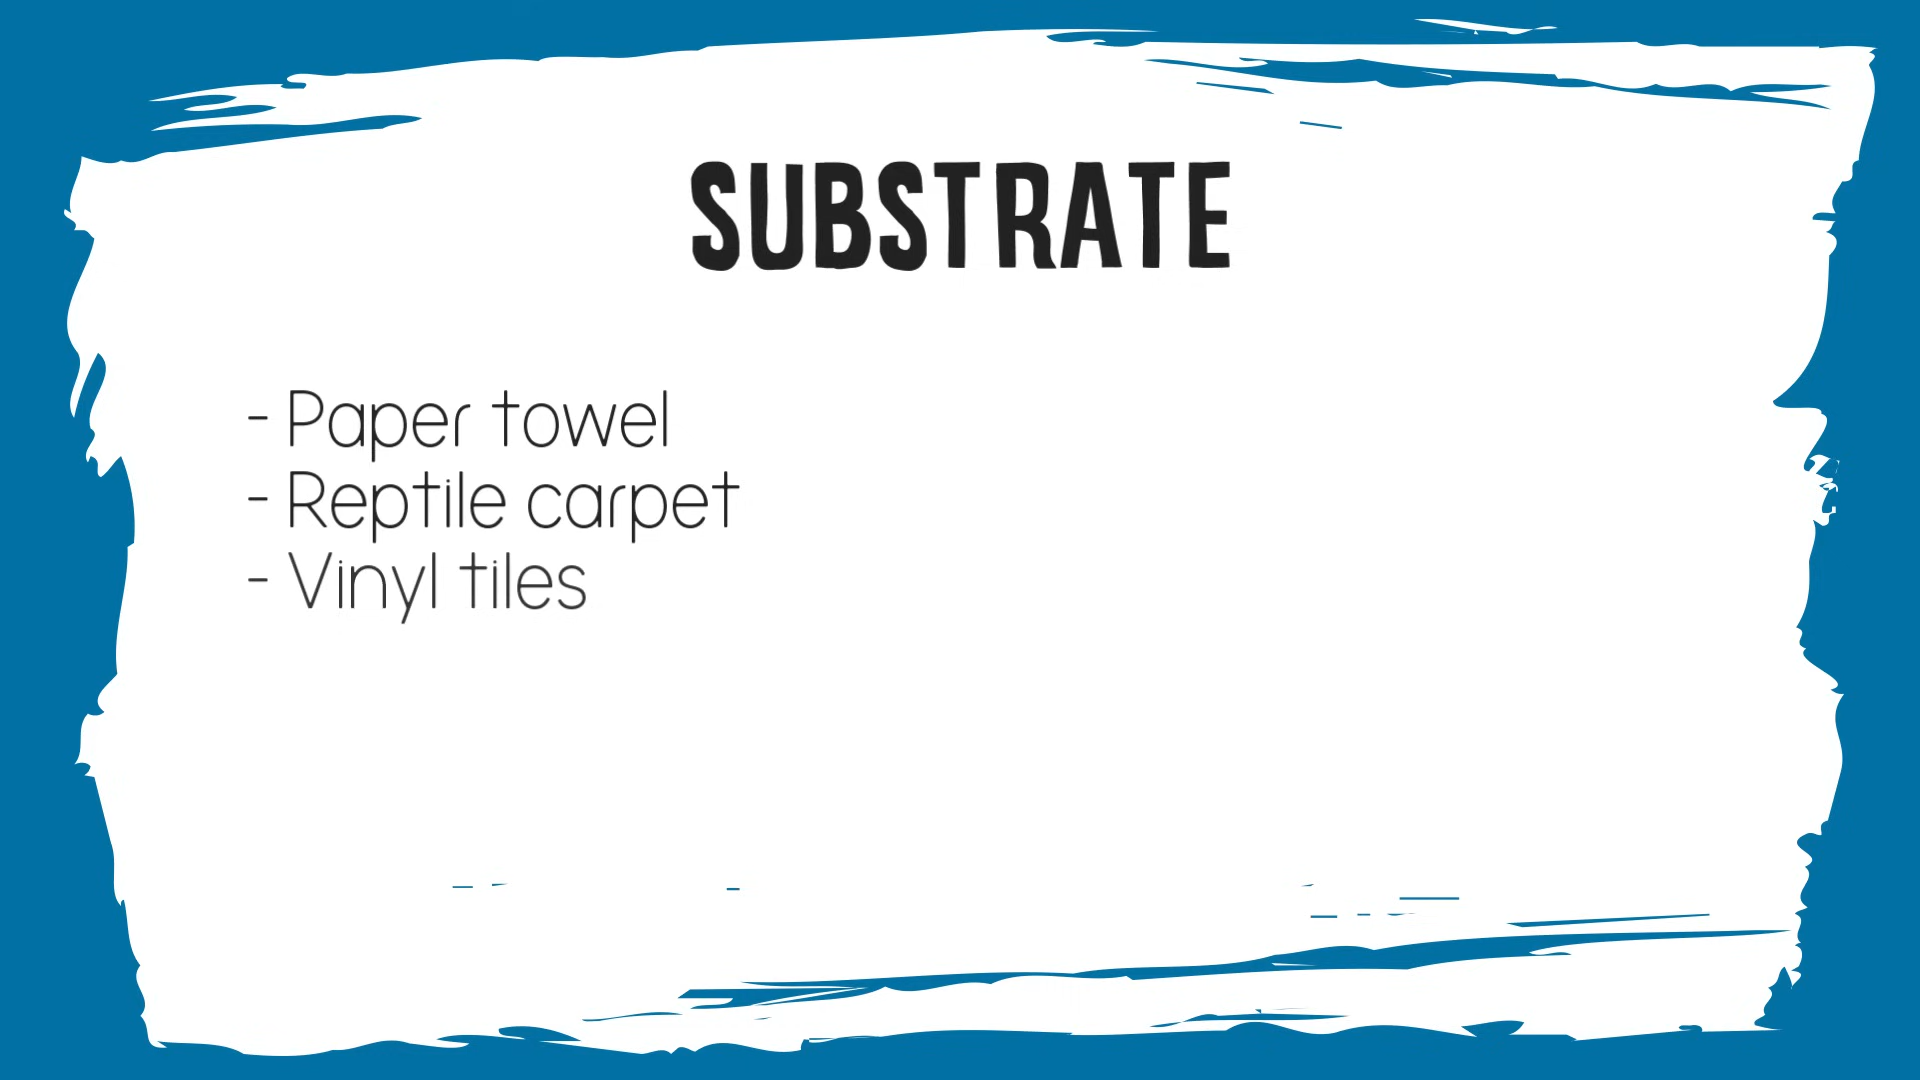 SUBSTRATE
- Paper towel
- Reptile carpet
- Vinyl tiles